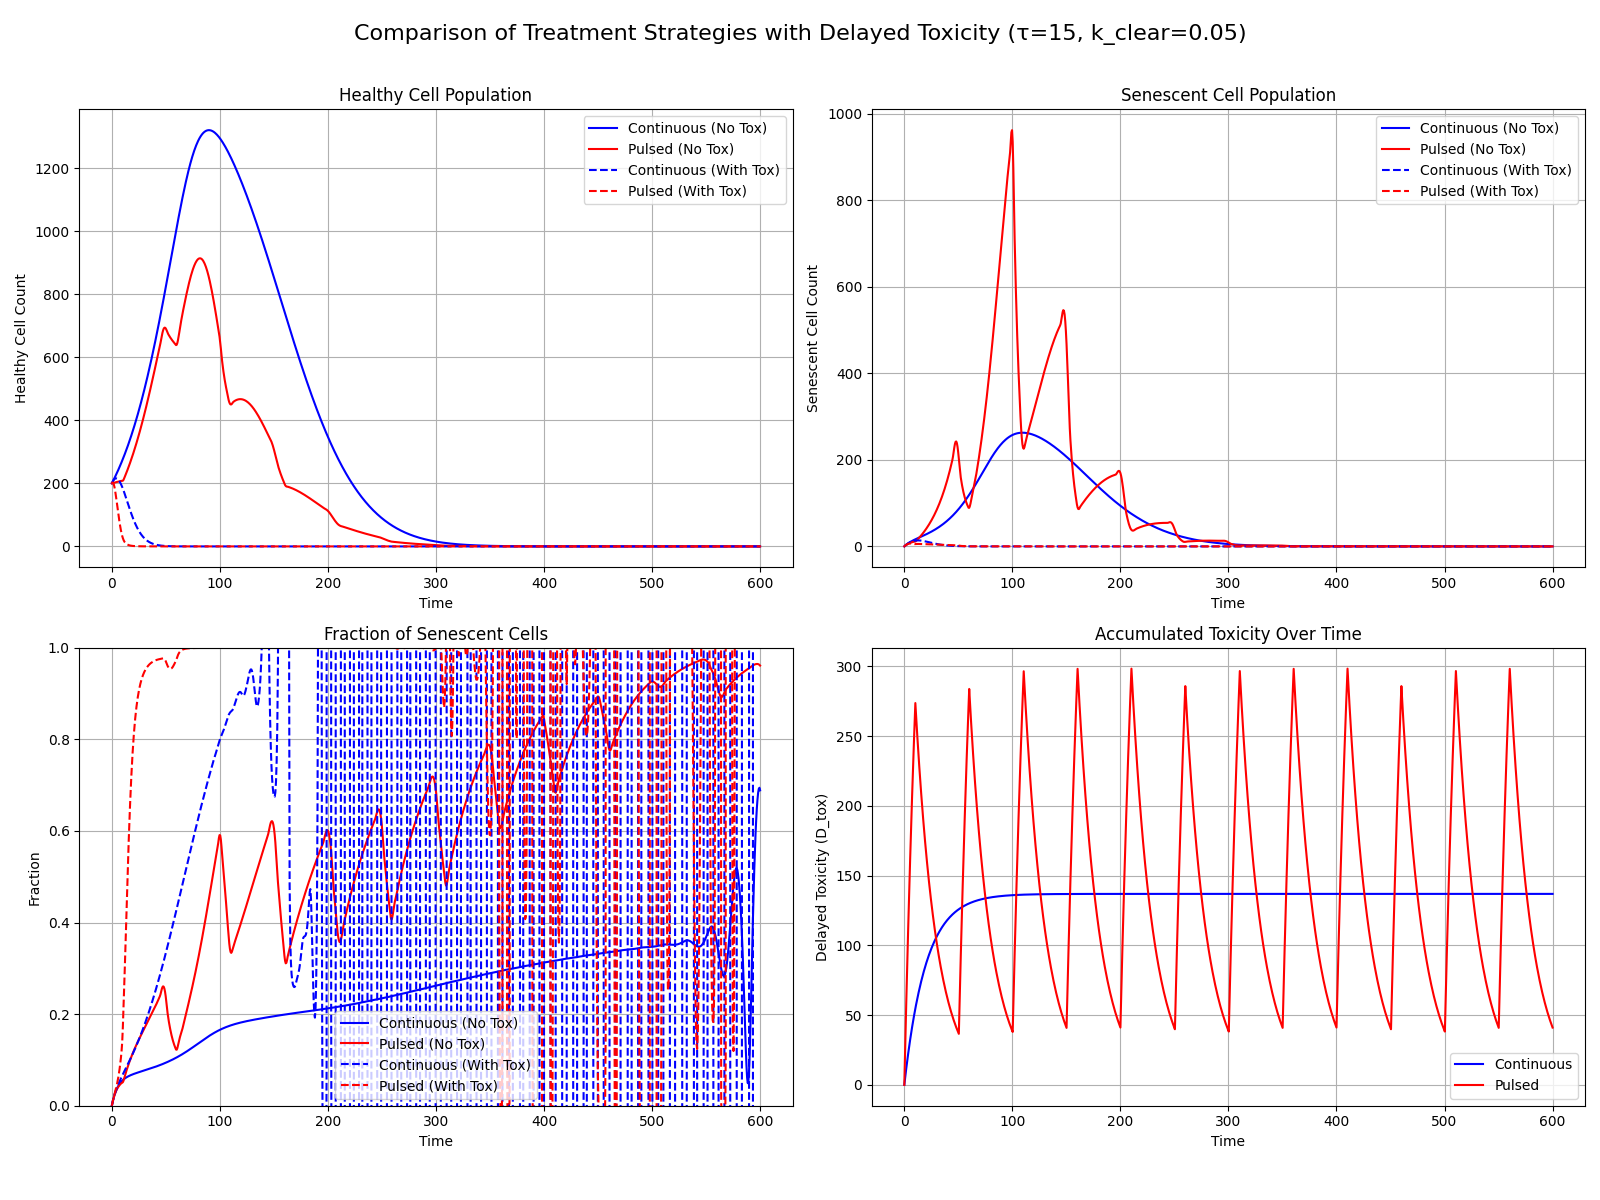 Comparison of Treatment Strategies with Delayed Toxicity (τ=15, k_clear=0.05)
Healthy Cell Population
Healthy Cell Count
1200
1000
800
600
400
200
0
0 100 200 300 400 500 600
Time
Continuous (No Tox)
Pulsed (No Tox)
Continuous (With Tox)
Pulsed (With Tox)
Senescent Cell Population
Senescent Cell Count
1000
800
600
400
200
0
0 100 200 300 400 500 600
Time
Continuous (No Tox)
Pulsed (No Tox)
Continuous (With Tox)
Pulsed (With Tox)
Fraction of Senescent Cells
Fraction
1.0
0.8
0.6
0.4
0.2
0.0
0 100 200 300 400 500 600
Time
Continuous (No Tox)
Pulsed (No Tox)
Continuous (With Tox)
Pulsed (With Tox)
Accumulated Toxicity Over Time
Delayed Toxicity (D_tox)
300
250
200
150
100
50
0
0 100 200 300 400 500 600
Time
Continuous
Pulsed